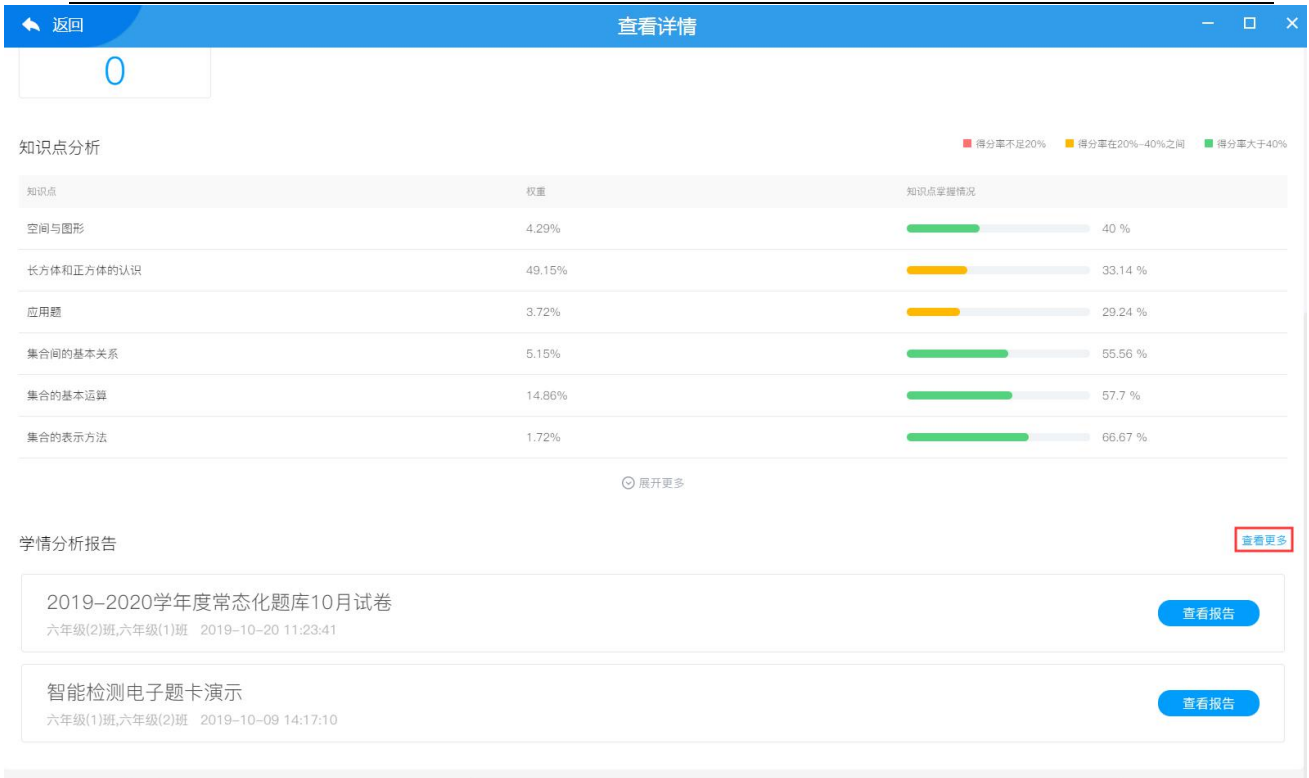 返回 查看详情
0
知识点分析 得分率不足20% 得分率在20%-40%之间 得分率大于40%
知识点 权重 知识点掌握情况
空间与图形 4.29% 40 %
长方体和正方体的认识 49.15% 33.14 %
应用题 3.72% 29.24 %
集合间的基本关系 5.15% 55.56 %
集合的基本运算 14.86% 57.7 %
集合的表示方法 1.72% 66.67 %
展开更多
学情分析报告 查看更多
2019-2020学年度常态化题库10月试卷
六年级(2)班,六年级(1)班 2019-10-20 11:23:41
查看报告
智能检测电子题卡演示
六年级(1)班,六年级(2)班 2019-10-09 14:17:10
查看报告